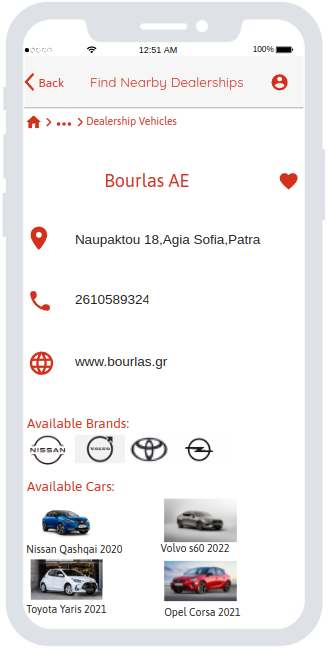 12:51 AM
100%
Back
Find Nearby Dealerships
Dealership Vehicles
Bourlas AE
Naupaktou 18,Agia Sofia,Patra
2610589324
www.bourlas.gr
Available Brands:
NISSAN
VOLVO
Available Cars:
Nissan Qashqai 2020
Volvo s60 2022
Toyota Yaris 2021
Opel Corsa 2021